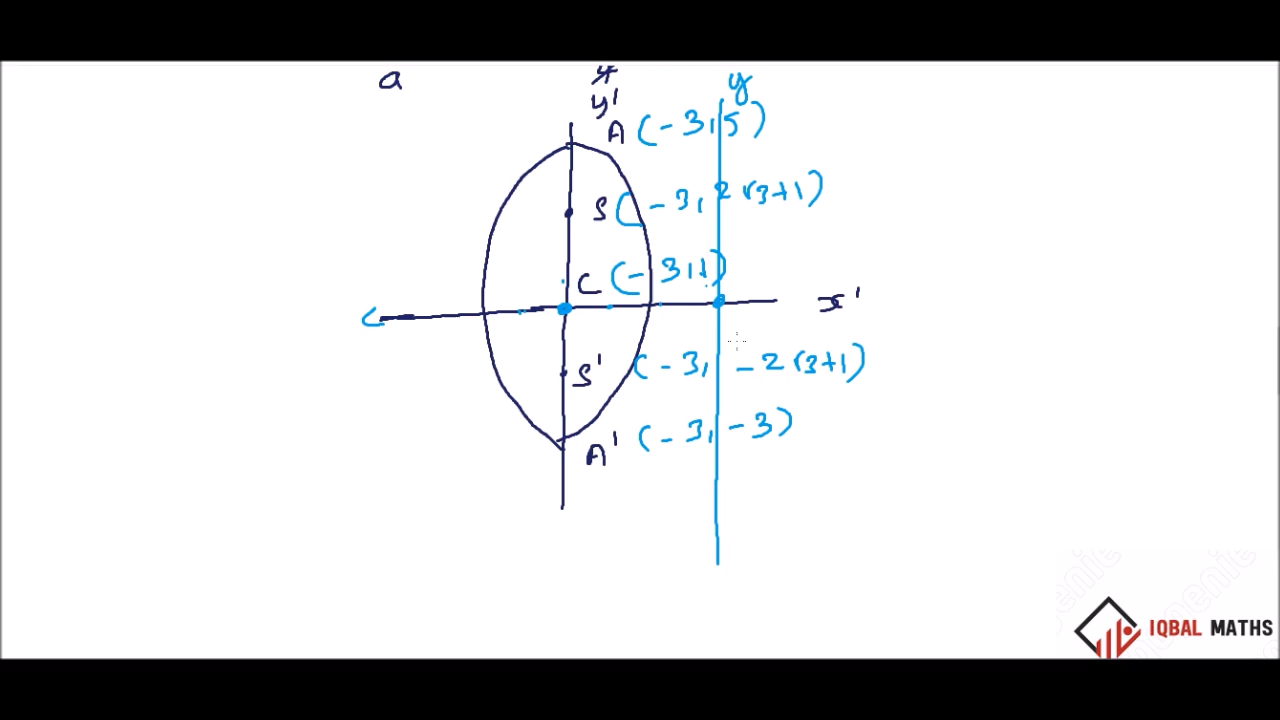 a
x
y' y
A (-3,5)
S (-3, 2√3+1)
C (-3,1)
x'
S' (-3, -2√3+1)
A' (-3,-3)
IQBAL MATHS